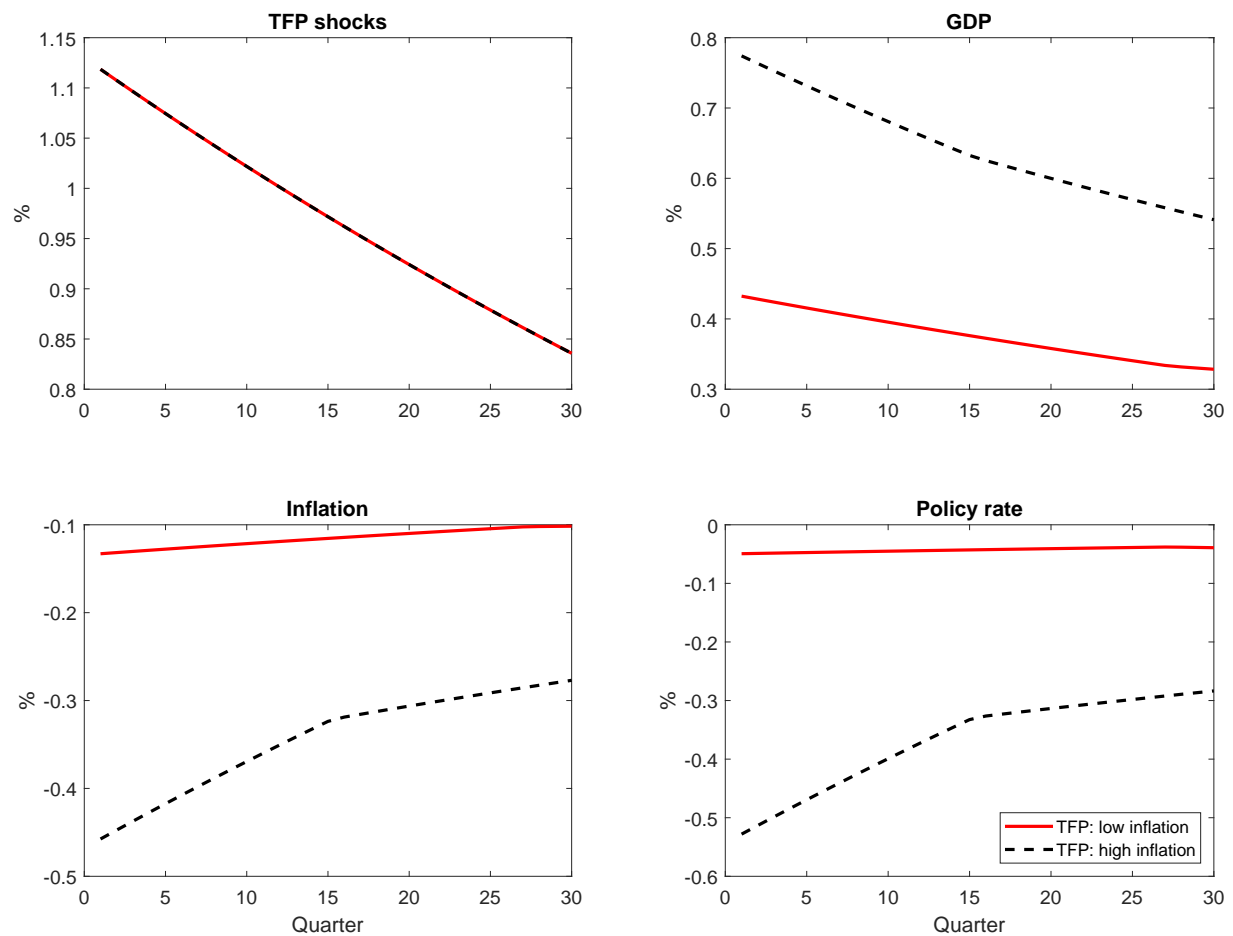 TFP shocks
1.15
1.1
1.05
1
0.95
0.9
0.85
0.8
%
0 5 10 15 20 25 30
GDP
0.8
0.7
0.6
0.5
0.4
0.3
%
0 5 10 15 20 25 30
Inflation
-0.1
-0.2
-0.3
-0.4
-0.5
%
0 5 10 15 20 25 30
Quarter
Policy rate
0
-0.1
-0.2
-0.3
-0.4
-0.5
-0.6
%
TFP: low inflation
TFP: high inflation
0 5 10 15 20 25 30
Quarter